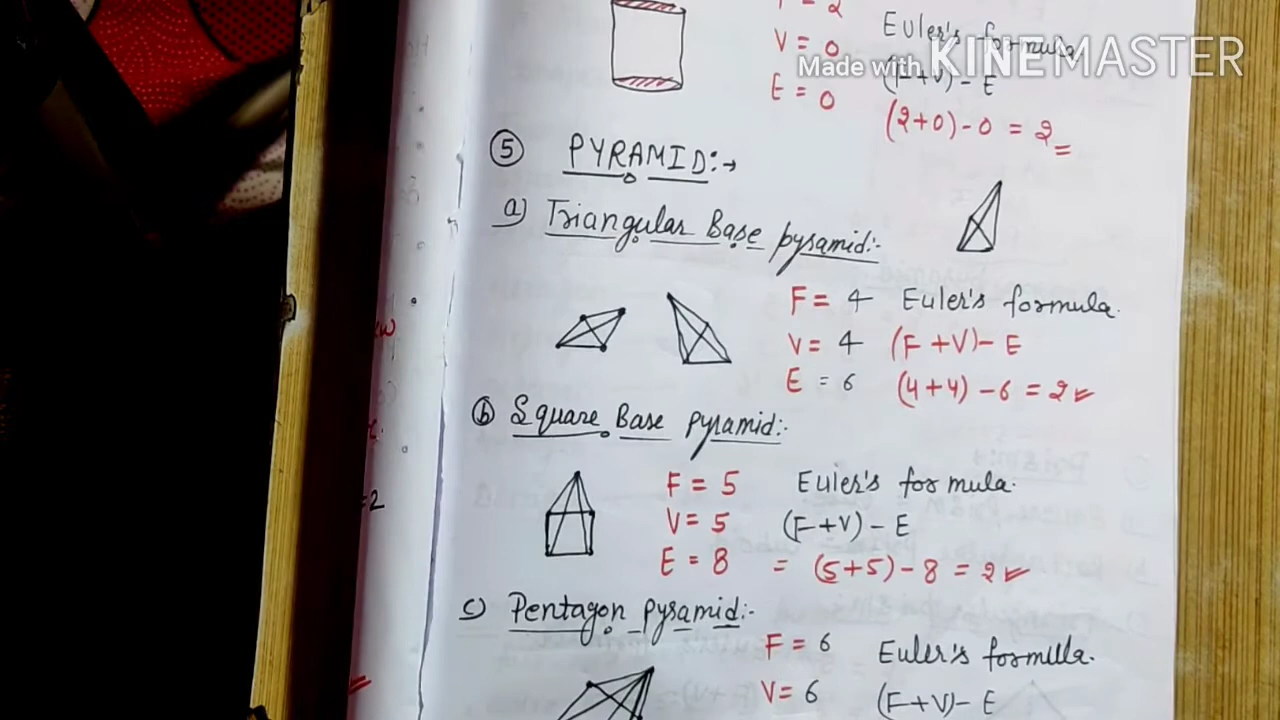 F = 2
V = 0
E = 0
Euler's formula
(F+V) - E
(2+0) - 0 = 2
Made with KINEMASTER
5 PYRAMID:→
a) Triangular Base pyramid:-
F = 4
V = 4
E = 6
Euler's formula.
(F+V) - E
(4+4) - 6 = 2 ✓
b Square Base pyramid:-
F = 5
V = 5
E = 8
Euler's formula.
(F+V) - E
= (5+5) - 8 = 2 ✓
c) Pentagon pyramid:-
F = 6
V = 6
Euler's formula.
(F+V) - E
=2